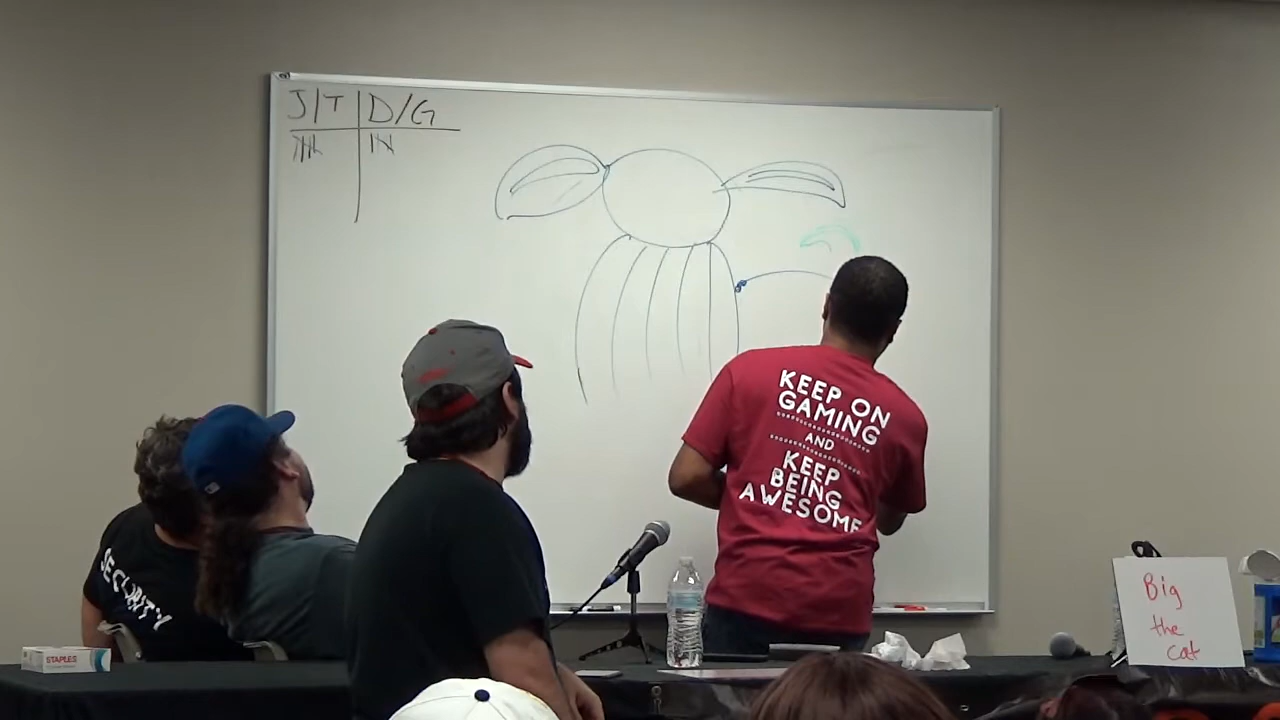 J/T D/G
KEEP ON
GAMING
AND
KEEP
BEING
AWESOME
SECURITY
STAPLES
Big
the
cat